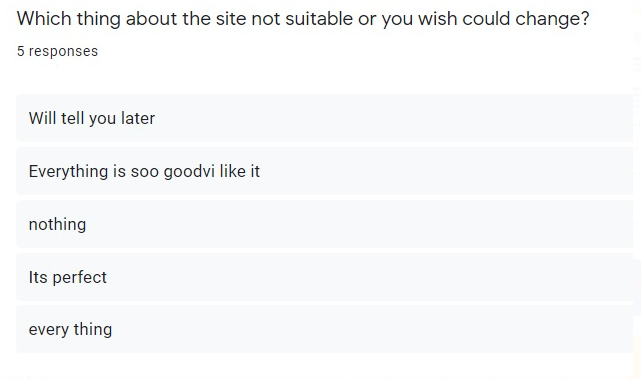 Which thing about the site not suitable or you wish could change?
5 responses
Will tell you later
Everything is soo goodvi like it
nothing
Its perfect
every thing